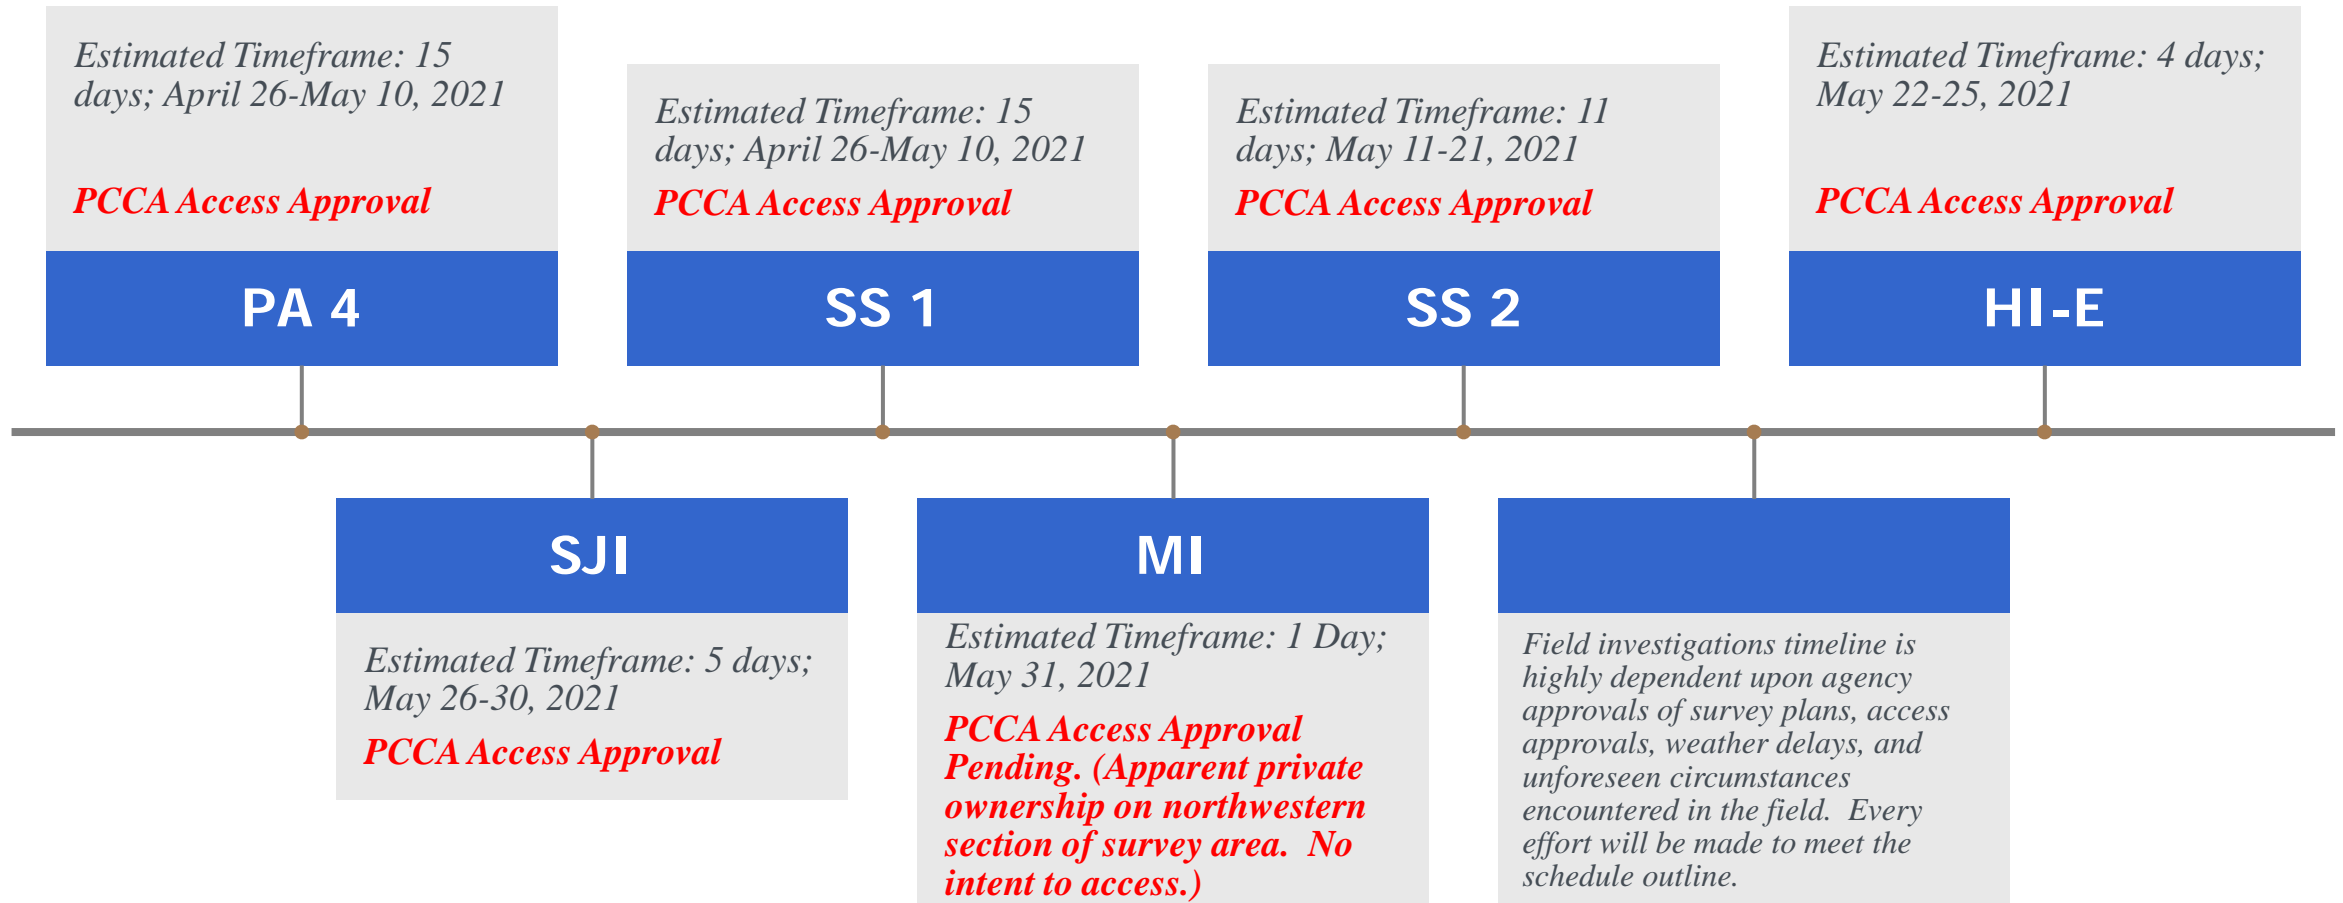 Estimated Timeframe: 15
days; April 26-May 10, 2021
PCCA Access Approval
PA 4
Estimated Timeframe: 15
days; April 26-May 10, 2021
PCCA Access Approval
SS 1
Estimated Timeframe: 11
days; May 11-21, 2021
PCCA Access Approval
SS 2
Estimated Timeframe: 4 days;
May 22-25, 2021
PCCA Access Approval
HI-E
SJI
Estimated Timeframe: 5 days;
May 26-30, 2021
PCCA Access Approval
MI
Estimated Timeframe: 1 Day;
May 31, 2021
PCCA Access Approval
Pending. (Apparent private
ownership on northwestern
section of survey area.  No
intent to access.)
Field investigations timeline is
highly dependent upon agency
approvals of survey plans, access
approvals, weather delays, and
unforeseen circumstances
encountered in the field.  Every
effort will be made to meet the
schedule outline.